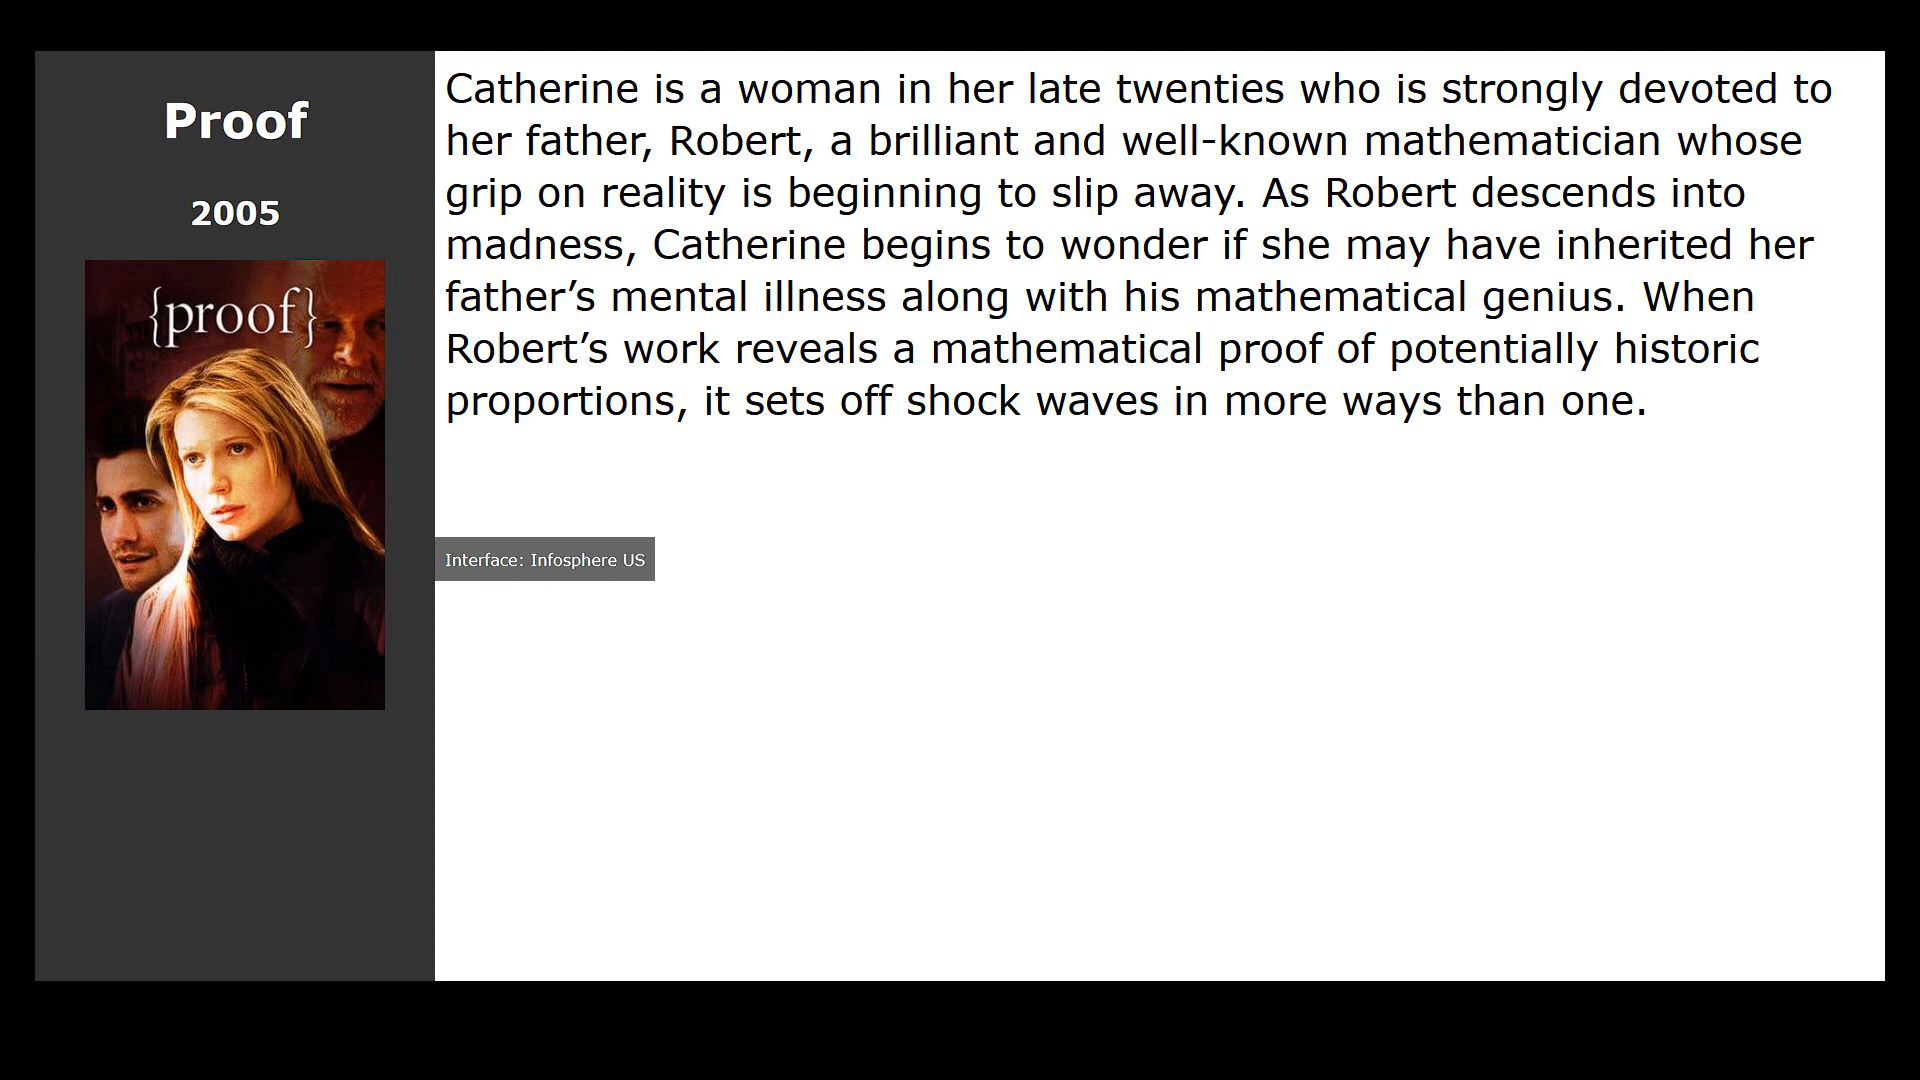 Proof
2005
{proof}
Catherine is a woman in her late twenties who is strongly devoted to
her father, Robert, a brilliant and well-known mathematician whose
grip on reality is beginning to slip away. As Robert descends into
madness, Catherine begins to wonder if she may have inherited her
father’s mental illness along with his mathematical genius. When
Robert’s work reveals a mathematical proof of potentially historic
proportions, it sets off shock waves in more ways than one.
Interface: Infosphere US